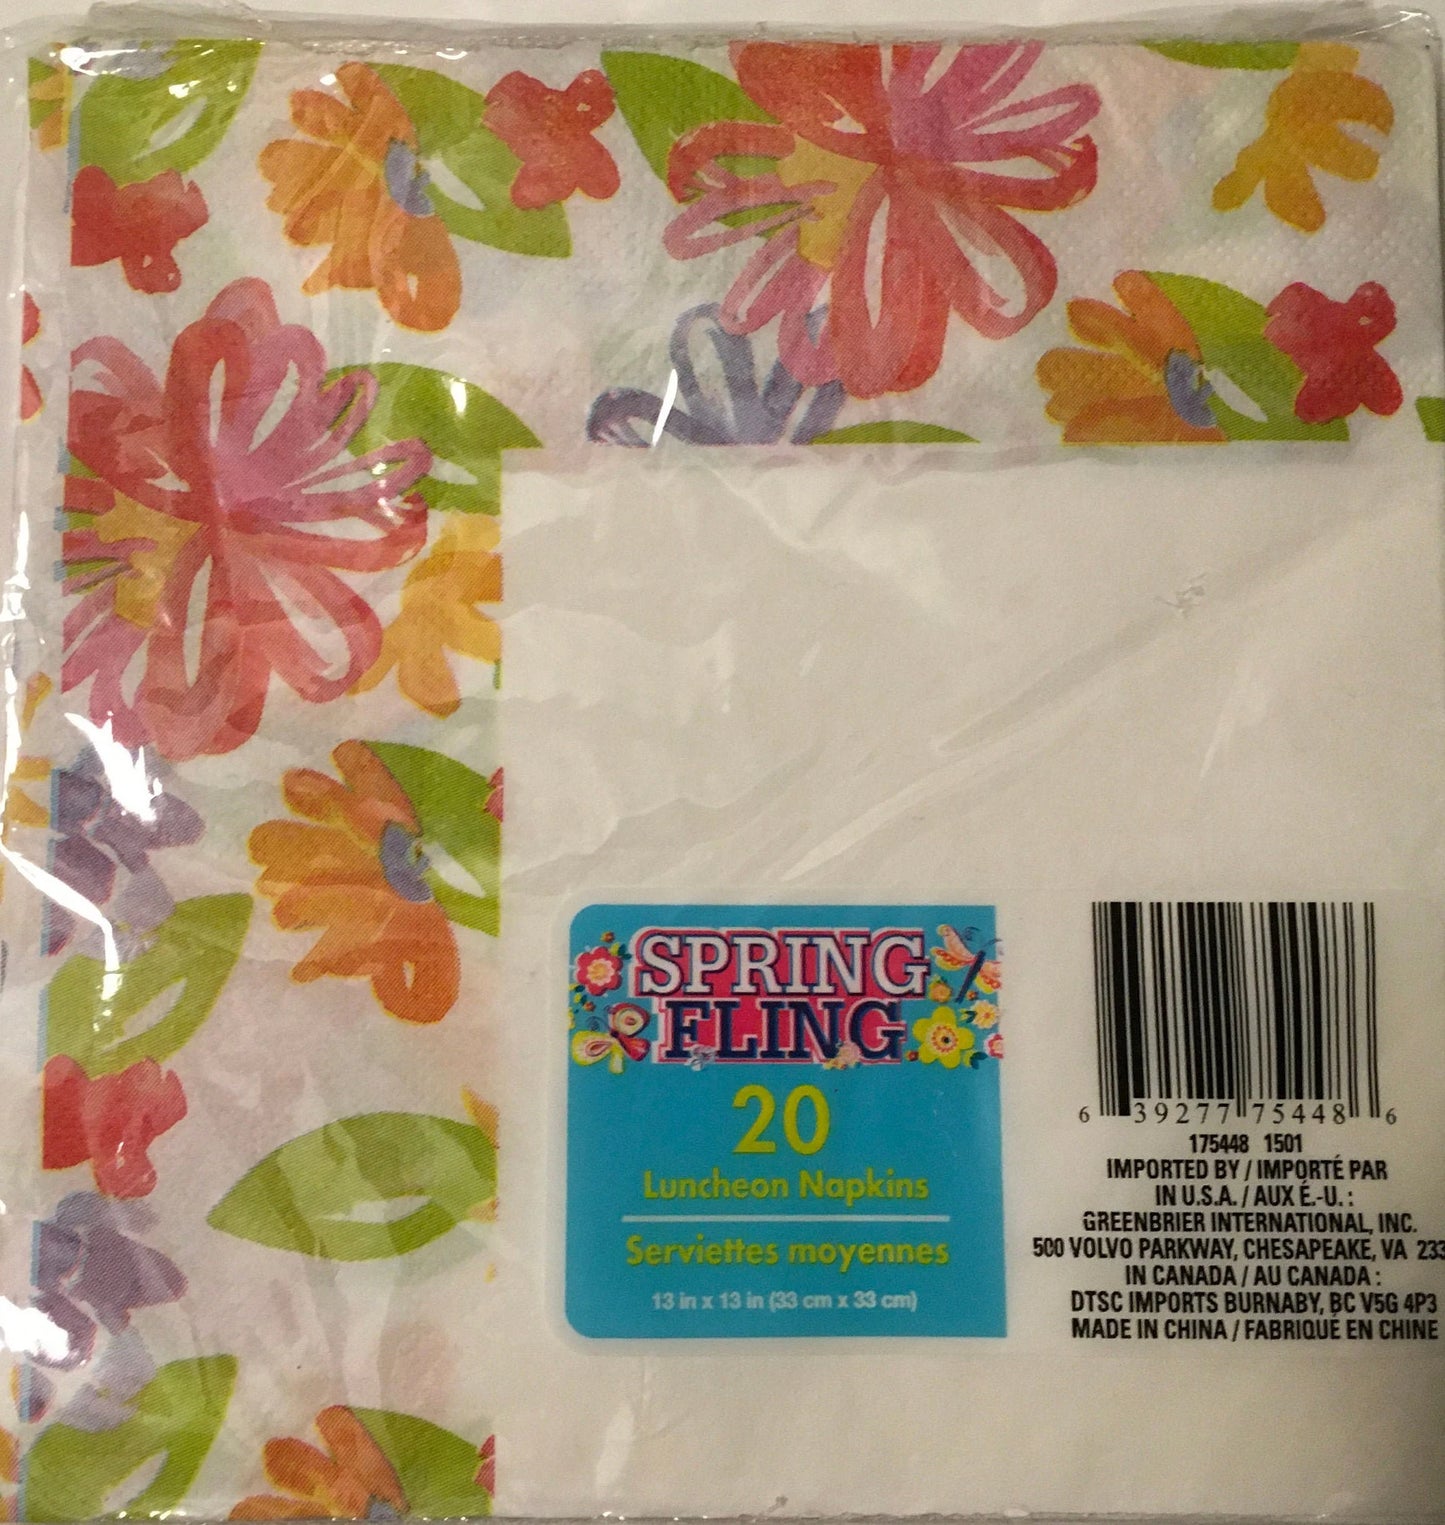 SPRING
FLING
20
Luncheon Napkins
Serviettes moyennes
13 in x 13 in (33 cm x 33 cm)
6 39277 75448 6
175448 1501
IMPORTED BY / IMPORTÉ PAR
IN U.S.A. / AUX É.-U. :
GREENBRIER INTERNATIONAL, INC.
500 VOLVO PARKWAY, CHESAPEAKE, VA 233
IN CANADA / AU CANADA :
DTSC IMPORTS BURNABY, BC V5G 4P3
MADE IN CHINA / FABRIQUÉ EN CHINE